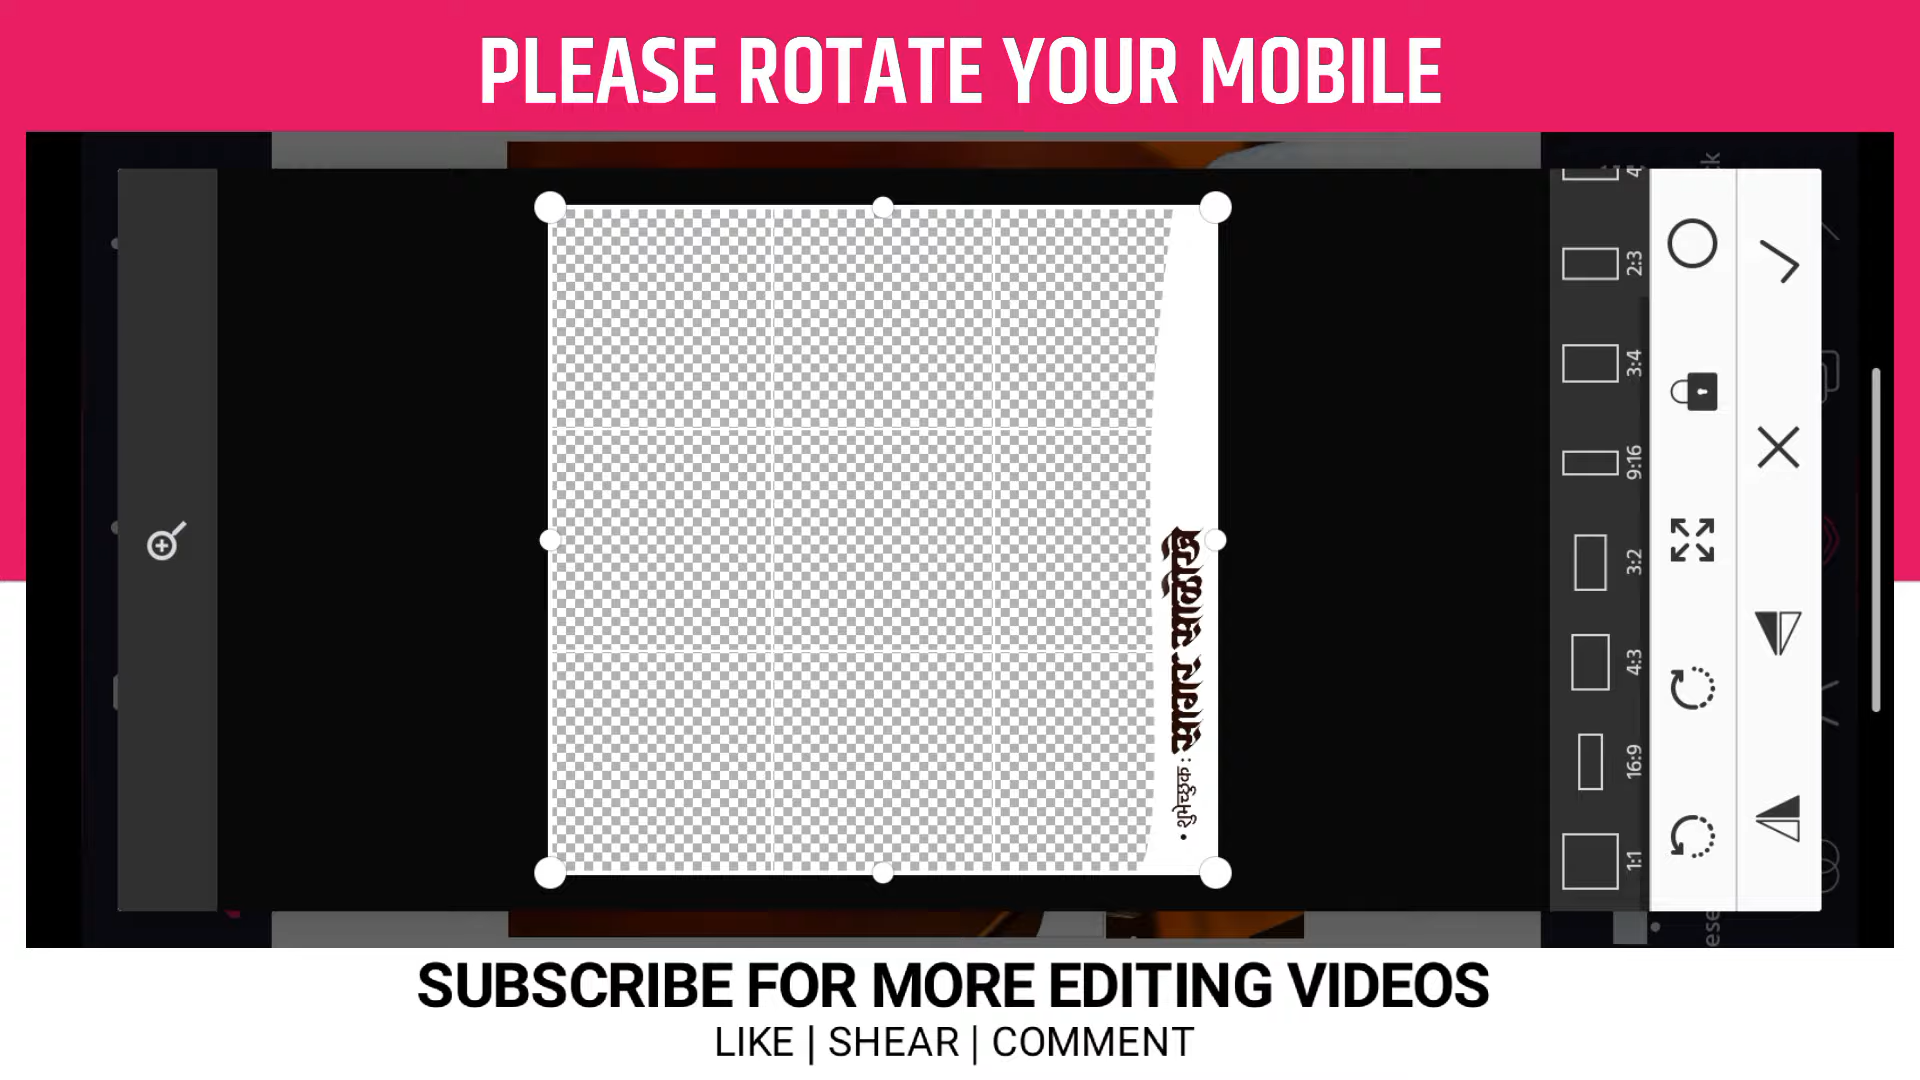 PLEASE ROTATE YOUR MOBILE
1:1
16:9
4:3
3:2
9:16
3:4
2:3
• शुभेच्छुक :
SUBSCRIBE FOR MORE EDITING VIDEOS
LIKE | SHEAR | COMMENT